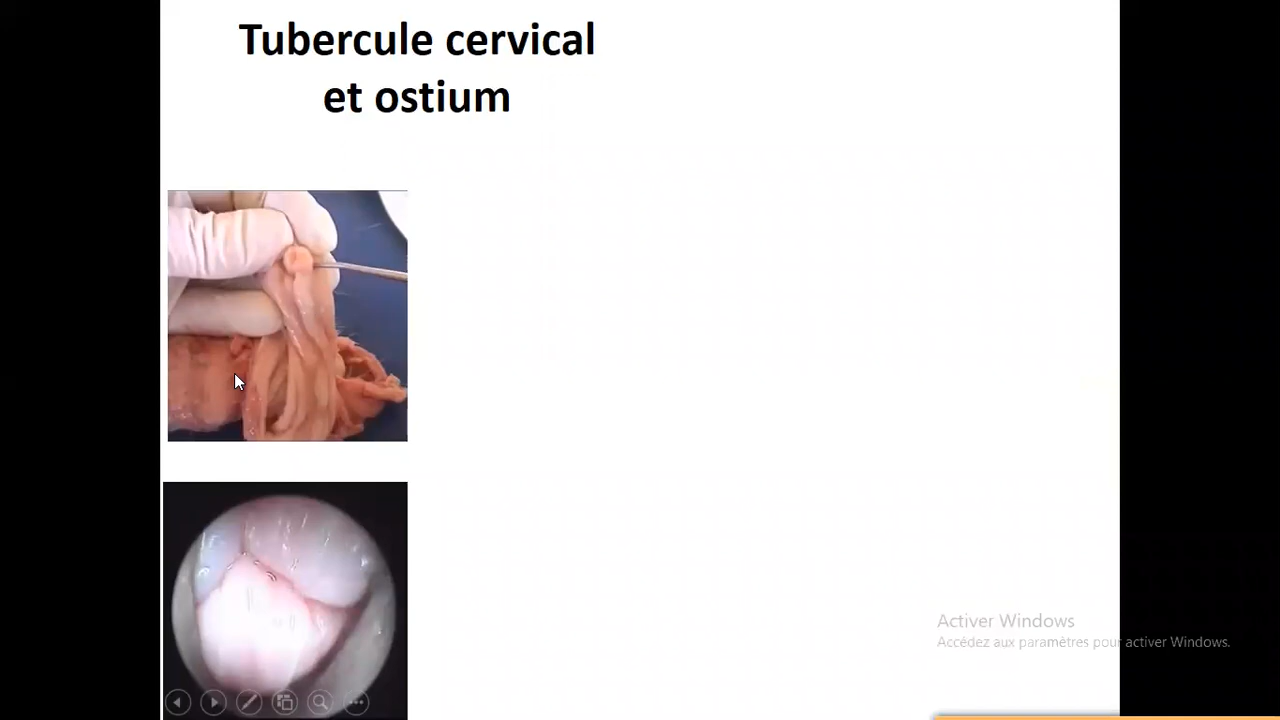 Tubercule cervical
et ostium
Activer Windows
Accédez aux paramètres pour activer Windows.